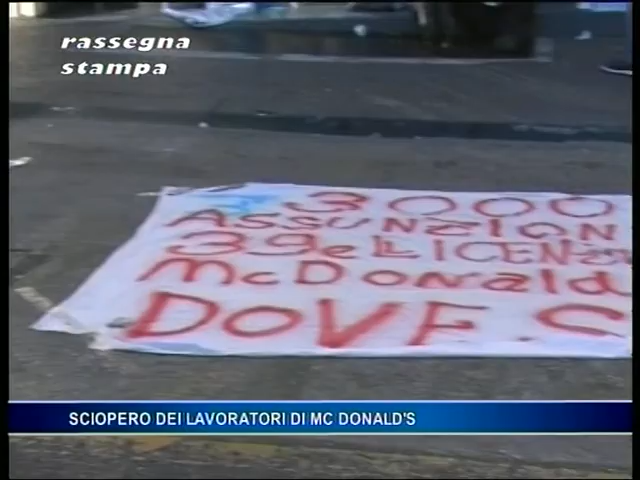 rassegna
stampa
3000
ASSUNZION
39 e LICENZ
McDonald
DOVE
SCIOPERO DEI LAVORATORI DI MC DONALD'S